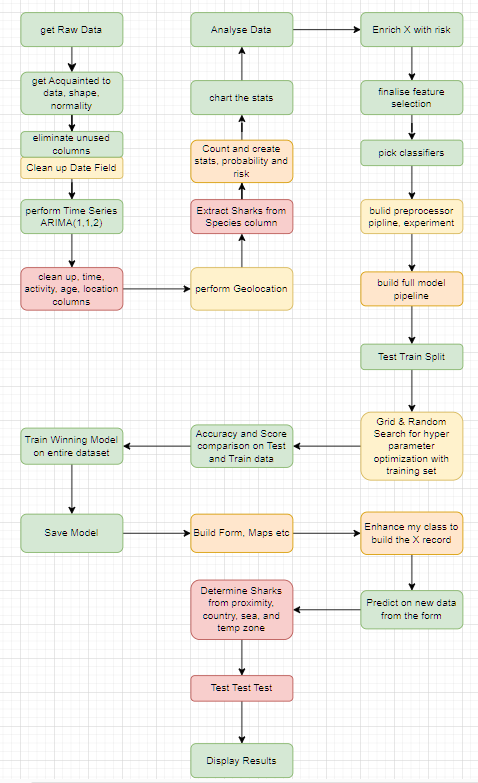 get Raw Data
get Acquainted to
data, shape,
normality
eliminate unused
columns
Clean up Date Field
perform Time Series
ARIMA(1,1,2)
clean up, time,
activity, age, location
columns
perform Geolocation
Extract Sharks from
Species column
Count and create
stats, probability and
risk
chart the stats
Analyse Data
Enrich X with risk
finalise feature
selection
pick classifiers
bulid preprocessor
pipline, experiment
build full model
pipeline
Test Train Split
Grid & Random
Search for hyper
parameter
optimization with
training set
Accuracy and Score
comparison on Test
and Train data
Train Winning Model
on entire dataset
Save Model
Build Form, Maps etc
Enhance my class to
build the X record
Predict on new data
from the form
Determine Sharks
from proximity,
country, sea, and
temp zone
Test Test Test
Display Results